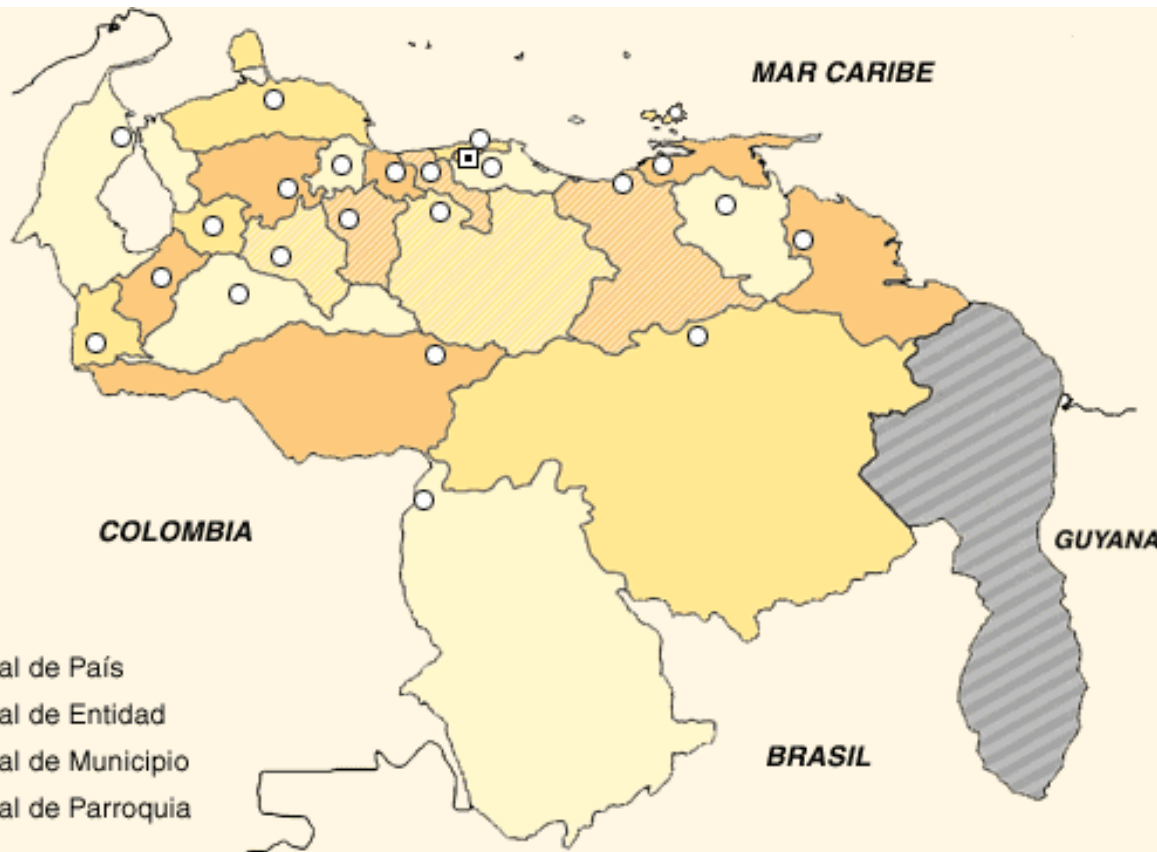 MAR CARIBE
COLOMBIA
GUYANA
al de País
al de Entidad
al de Municipio
BRASIL
al de Parroquia